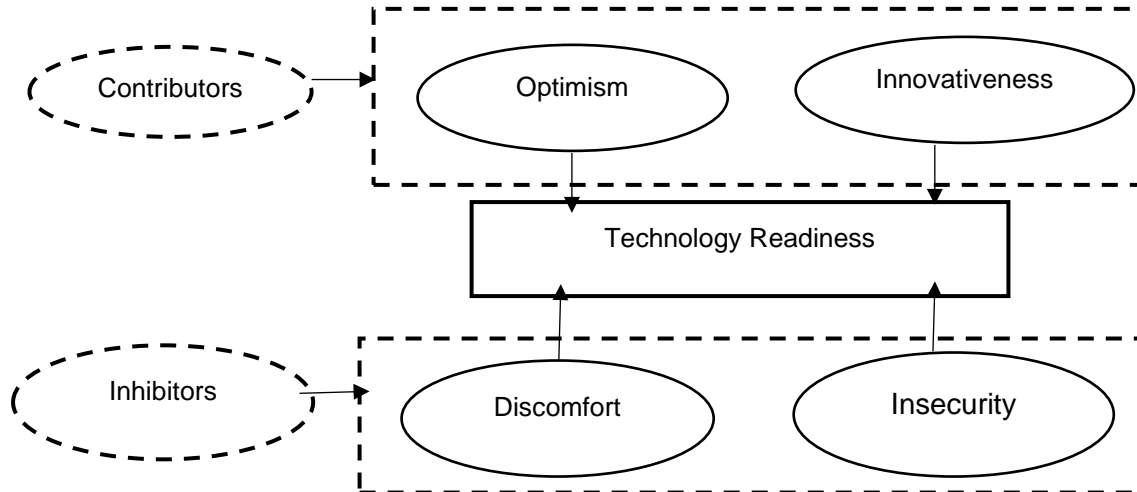 Contributors
Optimism
Innovativeness
Technology Readiness
Inhibitors
Discomfort
Insecurity